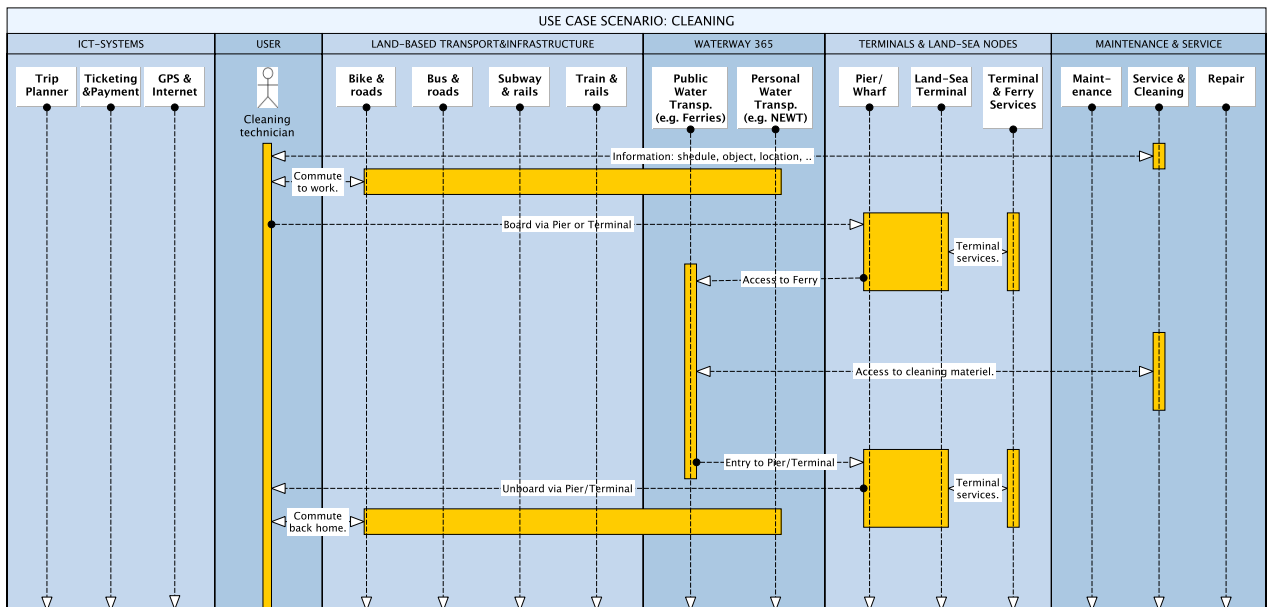 USE CASE SCENARIO: CLEANING
ICT-SYSTEMS
USER
LAND-BASED TRANSPORT&INFRASTRUCTURE
WATERWAY 365
TERMINALS & LAND-SEA NODES
MAINTENANCE & SERVICE
Trip
Planner
Ticketing
&Payment
GPS &
Internet
Cleaning
technician
Bike &
roads
Bus &
roads
Subway
& rails
Train &
rails
Public
Water
Transp.
(e.g. Ferries)
Personal
Water
Transp.
(e.g. NEWT)
Pier/
Wharf
Land-Sea
Terminal
Terminal
& Ferry
Services
Maint-
enance
Service &
Cleaning
Repair
Information: shedule, object, location, ..
Commute
to work.
Board via Pier or Terminal
Terminal
services.
Access to Ferry
Access to cleaning materiel.
Entry to Pier/Terminal
Unboard via Pier/Terminal
Terminal
services.
Commute
back home.